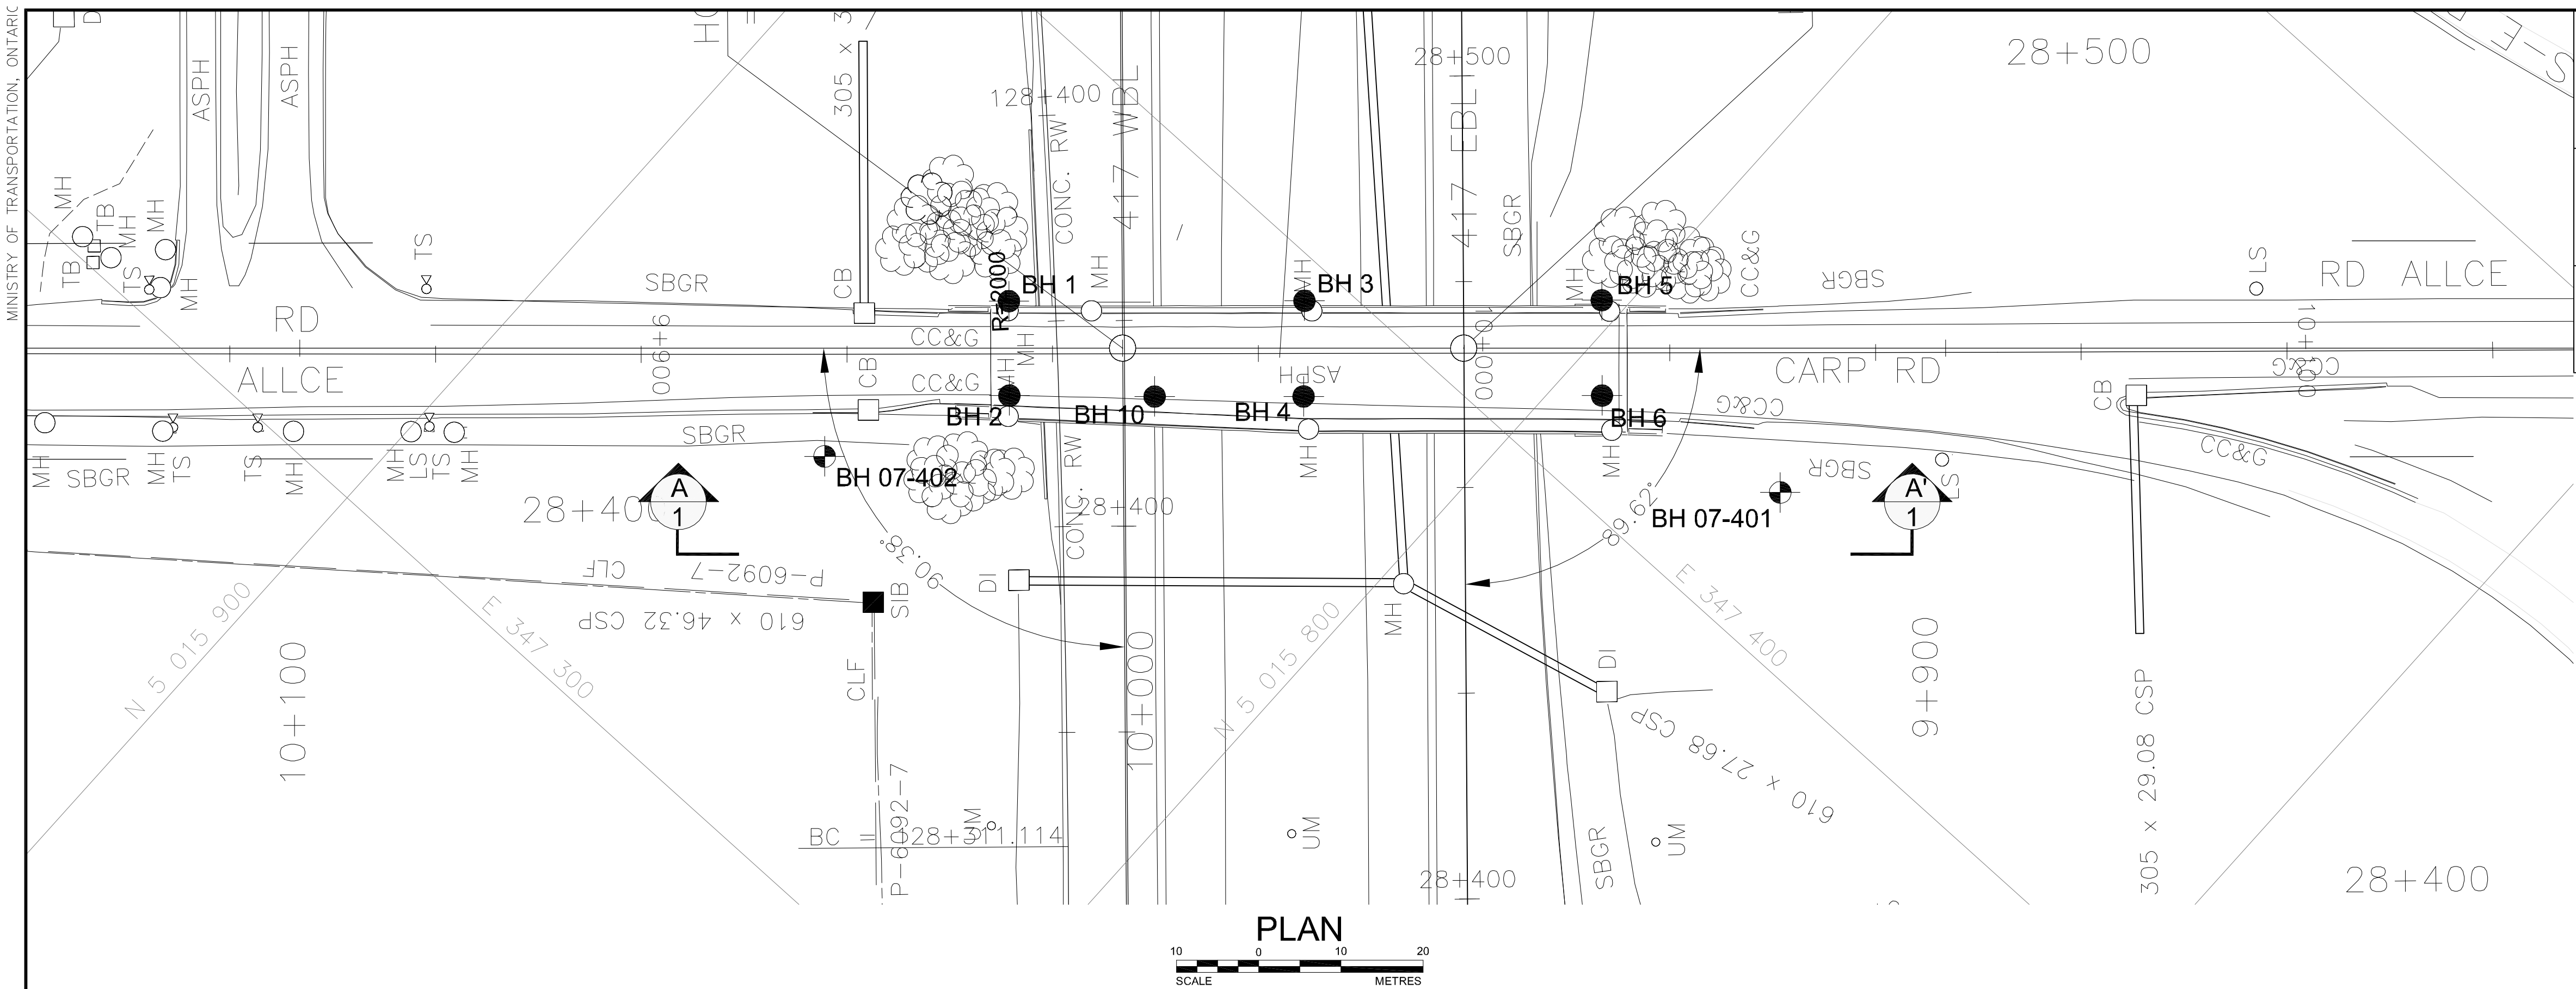 MINISTRY OF TRANSPORTATION, ONTARIO
ASPH
ASPH
305 x 3
128+400
CONC. RW
417 WBL
28+500
417 EBL
SBGR
28+500
MH
TB
MH
MH
TB
TS
MH
TS
SBGR
CB
R=2000
BH 1
MH
MH
BH 3
MH
BH 5
CC&G
SBGR
LS
RD ALLCE
RD
9+900
CC&G
MH
10+000
10+100
CC&G
ALLCE
CB
CC&G
MH
ASPH
CARP RD
CB
BH 2
BH 10
BH 4
BH 6
CC&G
SBGR
SBGR
MH
MH
TS
TS
MH
MH
LS
TS
MH
BH 07-402
CONC. RW
MH
MH
SBGR
LS
CC&G
A
1
A'
1
28+400
28+400
BH 07-401
90.38°
89.62°
CLF
P-6092-7
610 x 46.32 CSP
SIB
DI
MH
DI
N 5 015 900
E 347 300
N 5 015 800
E 347 400
10+100
CLF
10+000
9+900
610 x 27.68 CSP
305 x 29.08 CSP
P-6092-7
UM
UM
UM
SBGR
BC = 128+311.114
28+400
28+400
PLAN
10 0 10 20
SCALE METRES